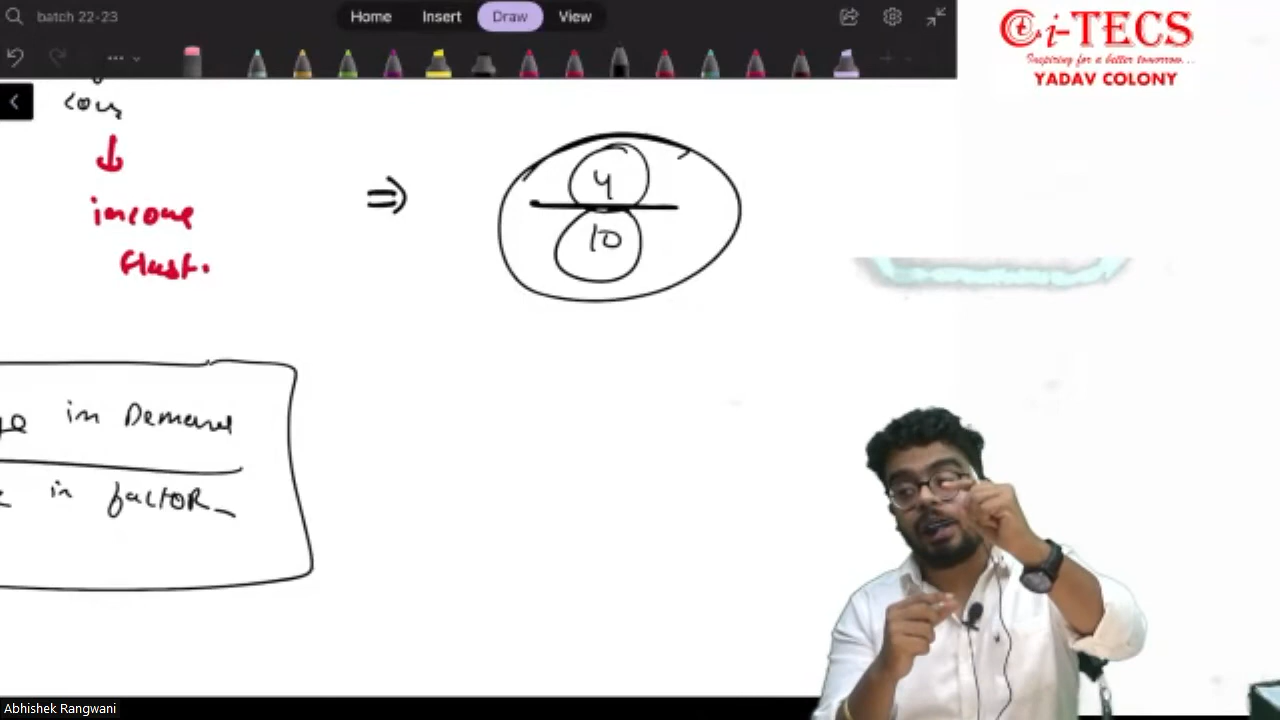 batch 22-23
Home Insert Draw View
i-TECS
Inspiring for a better tomorrow...
YADAV COLONY
income
Elast.
⇒ 4
10
in Demand
in factor
Abhishek Rangwani